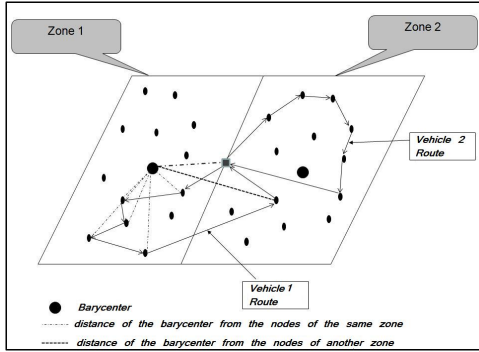 Zone 1
Zone 2
Vehicle 2
Route
Vehicle 1
Route
Barycenter
distance of the barycenter from the nodes of the same zone
distance of the barycenter from the nodes of another zone